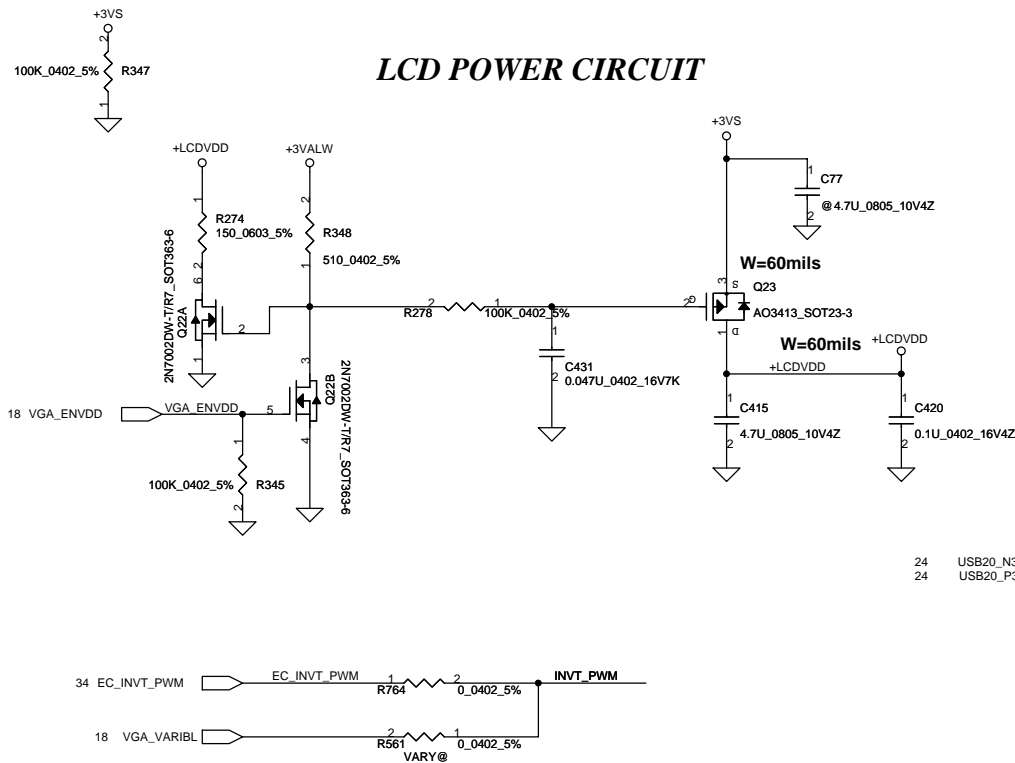 +3VS
2
100K_0402_5%
R347
1
LCD POWER CIRCUIT
+LCDVDD
+3VALW
+3VS
1
R274
150_0603_5%
2
2
R348
1
510_0402_5%
1
C77
@ 4.7U_0805_10V4Z
2
W=60mils
2N7002DW-T/R7_SOT363-6
Q22A
6
2
1
2
R278
1
100K_0402_5%
2
G
3
S
Q23
AO3413_SOT23-3
1
D
W=60mils
+LCDVDD
+LCDVDD
1
C431
0.047U_0402_16V7K
2
3
Q22B
2N7002DW-T/R7_SOT363-6
5
4
18 VGA_ENVDD
VGA_ENVDD
1
100K_0402_5%
R345
2
1
C415
4.7U_0805_10V4Z
2
1
C420
0.1U_0402_16V4Z
2
24 USB20_N3
24 USB20_P3
34 EC_INVT_PWM
EC_INVT_PWM
1
R764
2
0_0402_5%
INVT_PWM
18 VGA_VARIBL
2
R561
1
0_0402_5%
VARY@